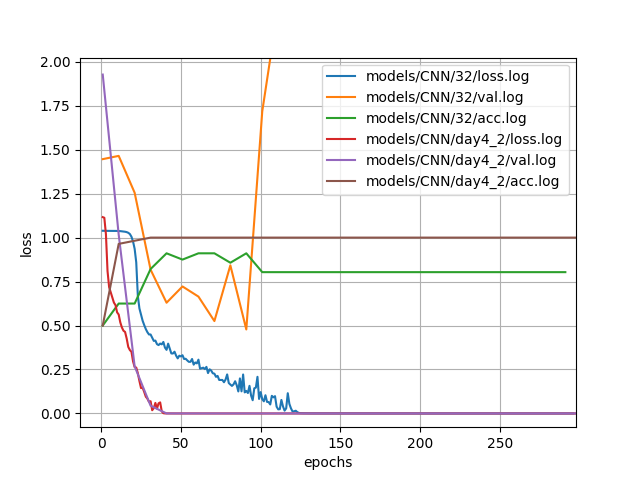 2.00
1.75
1.50
1.25
1.00
0.75
0.50
0.25
0.00
loss
models/CNN/32/loss.log
models/CNN/32/val.log
models/CNN/32/acc.log
models/CNN/day4_2/loss.log
models/CNN/day4_2/val.log
models/CNN/day4_2/acc.log
0 50 100 150 200 250
epochs